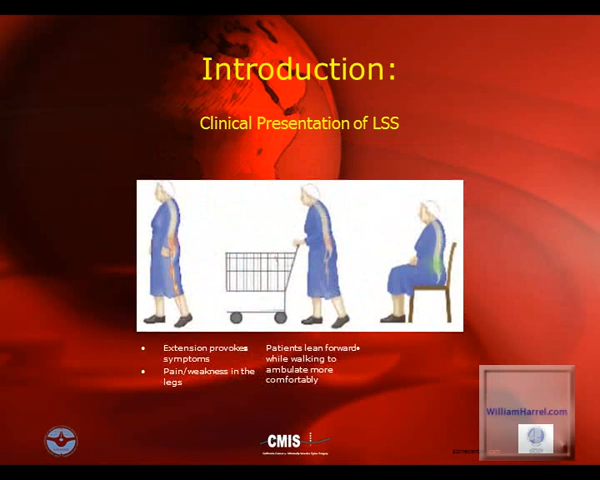 Introduction:
Clinical Presentation of LSS
• Extension provokes
symptoms
• Pain/weakness in the
legs
Patients lean forward•
while walking to
ambulate more
comfortably
CMIS
WilliamHarrel.com